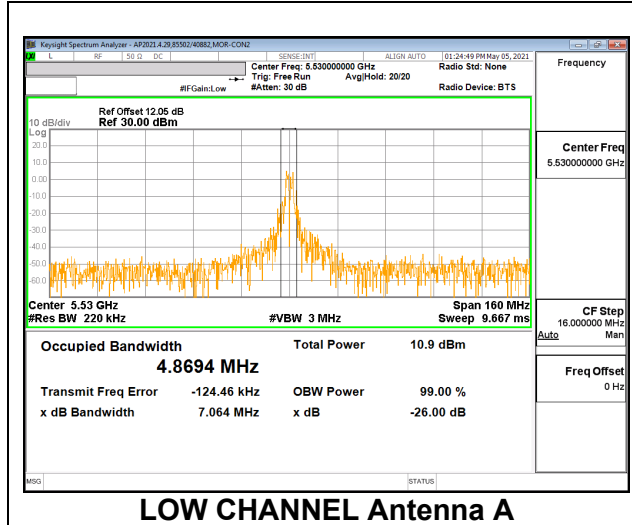 Keysight Spectrum Analyzer - AP2021.4.29,85502/40882,MOR-CON2
L RF 50 Ω DC SENSE:INT ALIGN AUTO 01:24:49 PM May 05, 2021
Center Freq: 5.530000000 GHz Radio Std: None
Trig: Free Run Avg|Hold: 20/20
#IFGain:Low #Atten: 30 dB Radio Device: BTS
Frequency
Ref Offset 12.05 dB
10 dB/div Ref 30.00 dBm
Log
20.0
10.0
0.00
-10.0
-20.0
-30.0
-40.0
-50.0
-60.0
Center Freq
5.530000000 GHz
Center 5.53 GHz Span 160 MHz
#Res BW 220 kHz #VBW 3 MHz Sweep 9.667 ms
CF Step
16.000000 MHz
Auto Man
Occupied Bandwidth Total Power 10.9 dBm
4.8694 MHz
Transmit Freq Error -124.46 kHz OBW Power 99.00 %
x dB Bandwidth 7.064 MHz x dB -26.00 dB
Freq Offset
0 Hz
MSG STATUS
LOW CHANNEL Antenna A